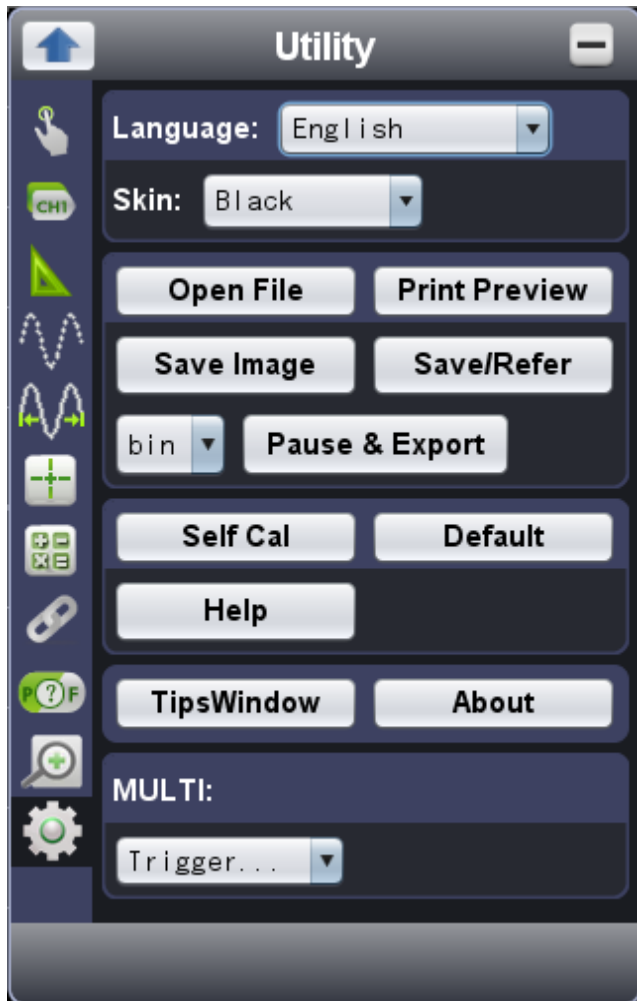 Utility
Language: English
CH1
Skin: Black
Open File Print Preview
Save Image Save/Refer
bin Pause & Export
Self Cal Default
Help
P?F
TipsWindow About
MULTI:
Trigger...